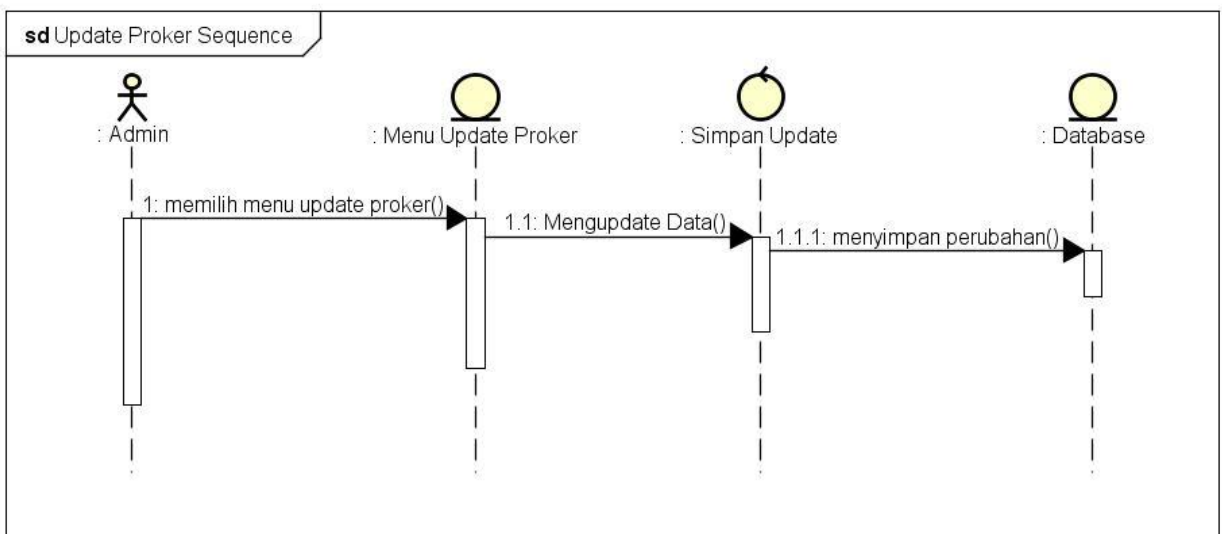 sd Update Proker Sequence
: Admin
: Menu Update Proker
: Simpan Update
: Database
1: memilih menu update proker()
1.1: Mengupdate Data()
1.1.1: menyimpan perubahan()